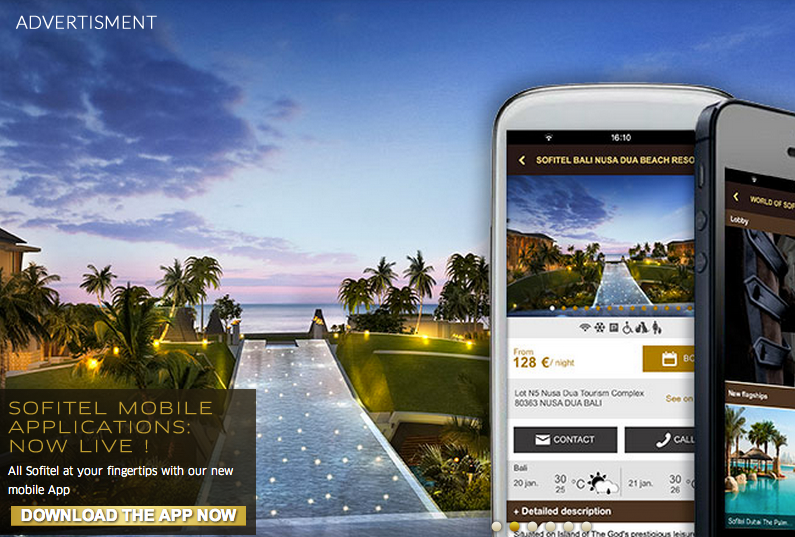 ADVERTISMENT
16:10
SOFITEL BALI NUSA DUA BEACH RESO
From
128 €/ night
BO
Lot N5 Nusa Dua Tourism Complex
80363 NUSA DUA BALI
See on
CONTACT
CALL
Bali
20 jan.
30
25 °C
21 jan.
30
26 °C
+ Detailed description
Situated on Island of The God's prestigious leisure
WORLD OF SOF
Lobby
New flagships
Sofitel Dubai The Palm
SOFITEL MOBILE
APPLICATIONS:
NOW LIVE !
All Sofitel at your fingertips with our new
mobile App
DOWNLOAD THE APP NOW